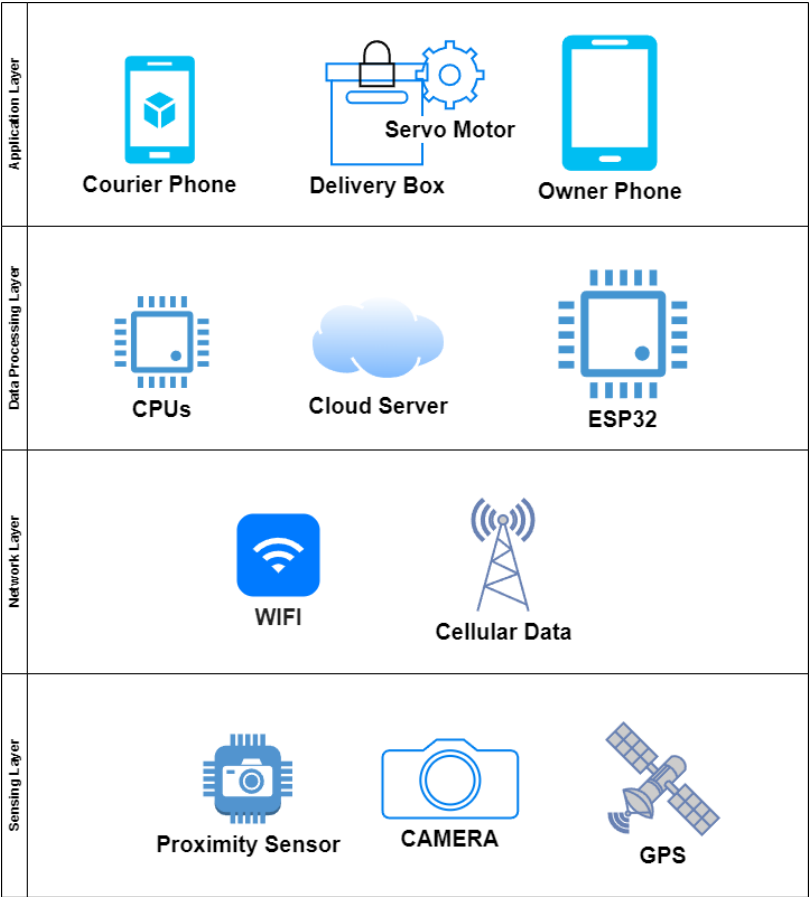 Application Layer
Courier Phone
Servo Motor
Delivery Box
Owner Phone
Data Processing Layer
CPUs
Cloud Server
ESP32
Network Layer
WIFI
Cellular Data
Sensing Layer
Proximity Sensor
CAMERA
GPS